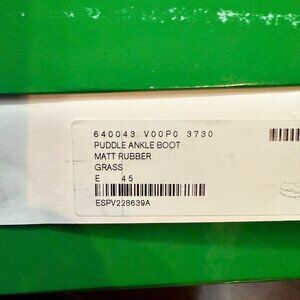 640043 V00P0 3730
PUDDLE ANKLE BOOT
MATT RUBBER
GRASS
E 45
ESPV228639A